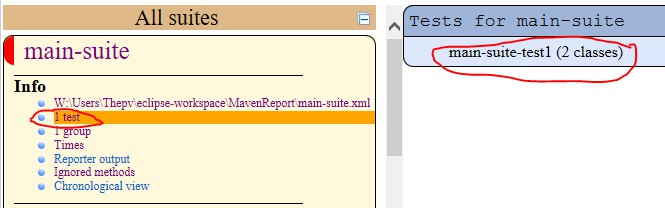 All suites
main-suite
Info
W:\Users\Thepv\eclipse-workspace\MavenReport\main-suite.xml
1 test
1 group
Times
Reporter output
Ignored methods
Chronological view
Tests for main-suite
main-suite-test1 (2 classes)